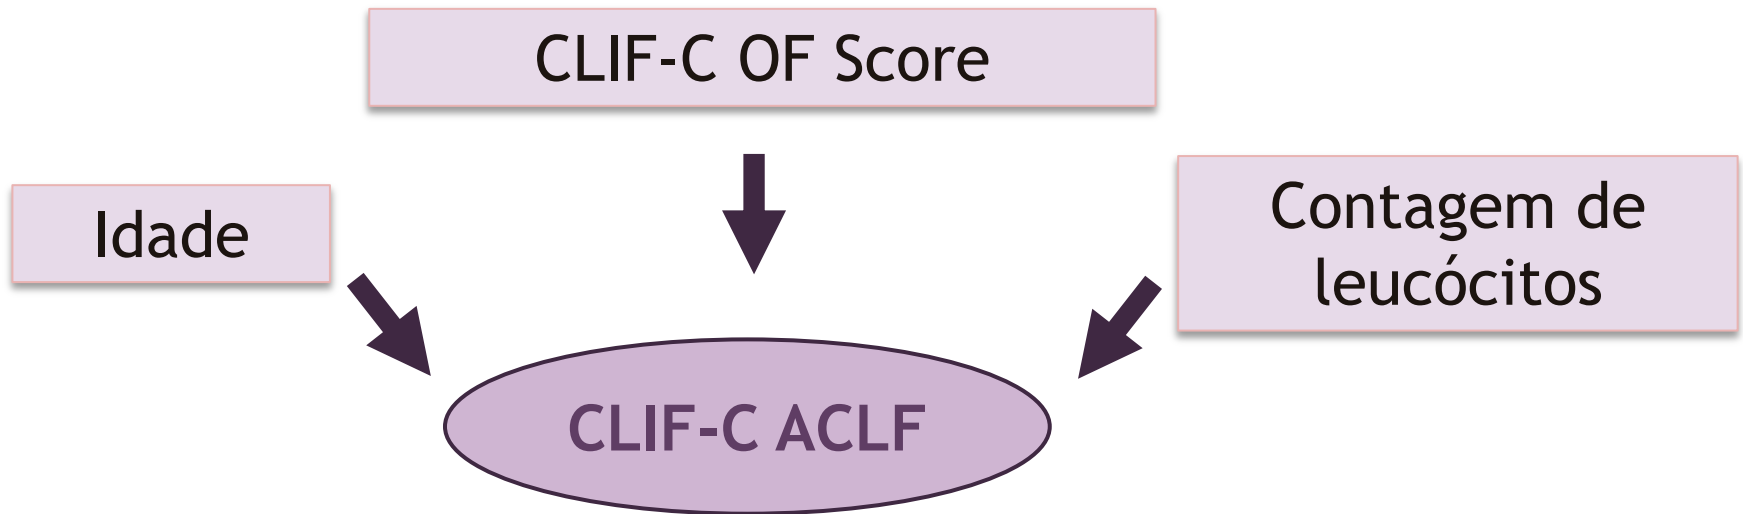 CLIF-C OF Score
Idade
Contagem de
leucócitos
CLIF-C ACLF